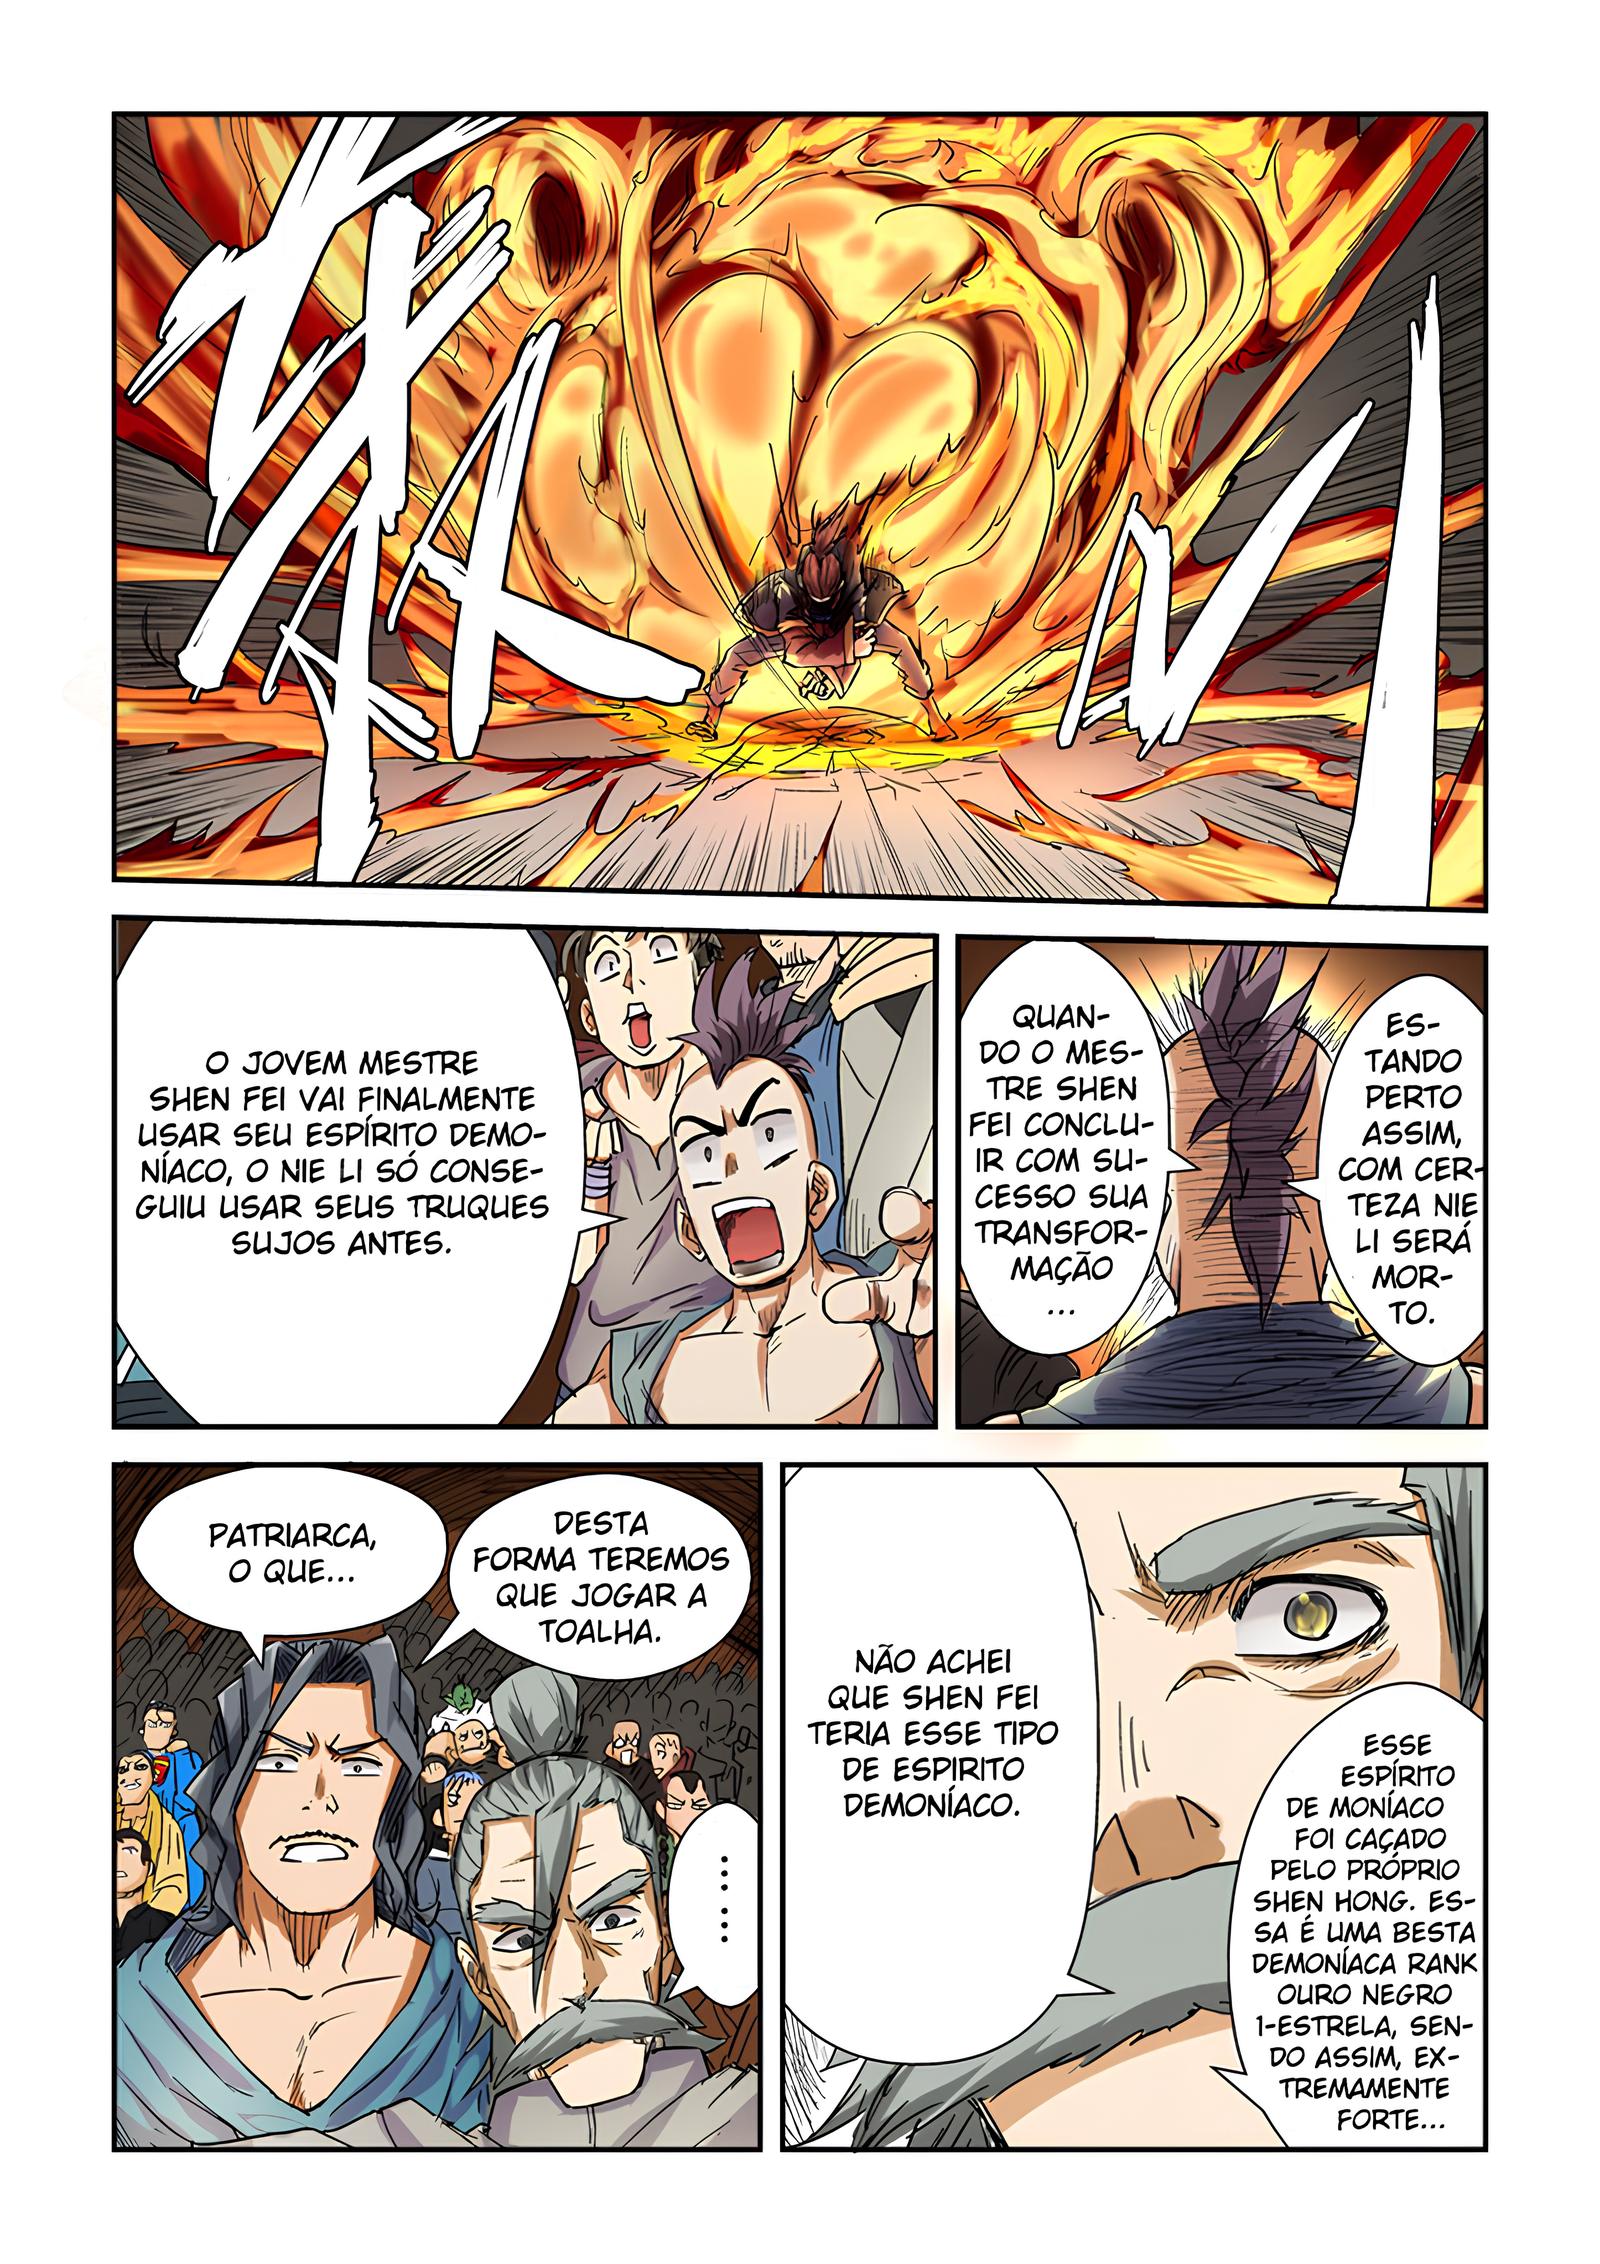 O JOVEM MESTRE
SHEN FEI VAI FINALMENTE
USAR SEU ESPÍRITO DEMO-
NÍACO, O NIE LI SÓ CONSE-
GUIU USAR SEUS TRUQUES
SUJOS ANTES.
QUAN-
DO O MES-
TRE SHEN
FEI CONCLU-
IR COM SU-
CESSO SUA
TRANSFOR-
MAÇÃO
...
ES-
TANDO
PERTO
ASSIM,
COM CER-
TEZA NIE
LI SERÁ
MOR-
TO.
PATRIARCA,
O QUE...
DESTA
FORMA TEREMOS
QUE JOGAR A
TOALHA.
......
NÃO ACHEI
QUE SHEN FEI
TERIA ESSE TIPO
DE ESPIRITO
DEMONÍACO.
ESSE
ESPÍRITO
DE MONÍACO
FOI CAÇADO
PELO PRÓPRIO
SHEN HONG. ES-
SA É UMA BESTA
DEMONÍACA RANK
OURO NEGRO
1-ESTRELA, SEN-
DO ASSIM, EX-
TREMAMENTE
FORTE...